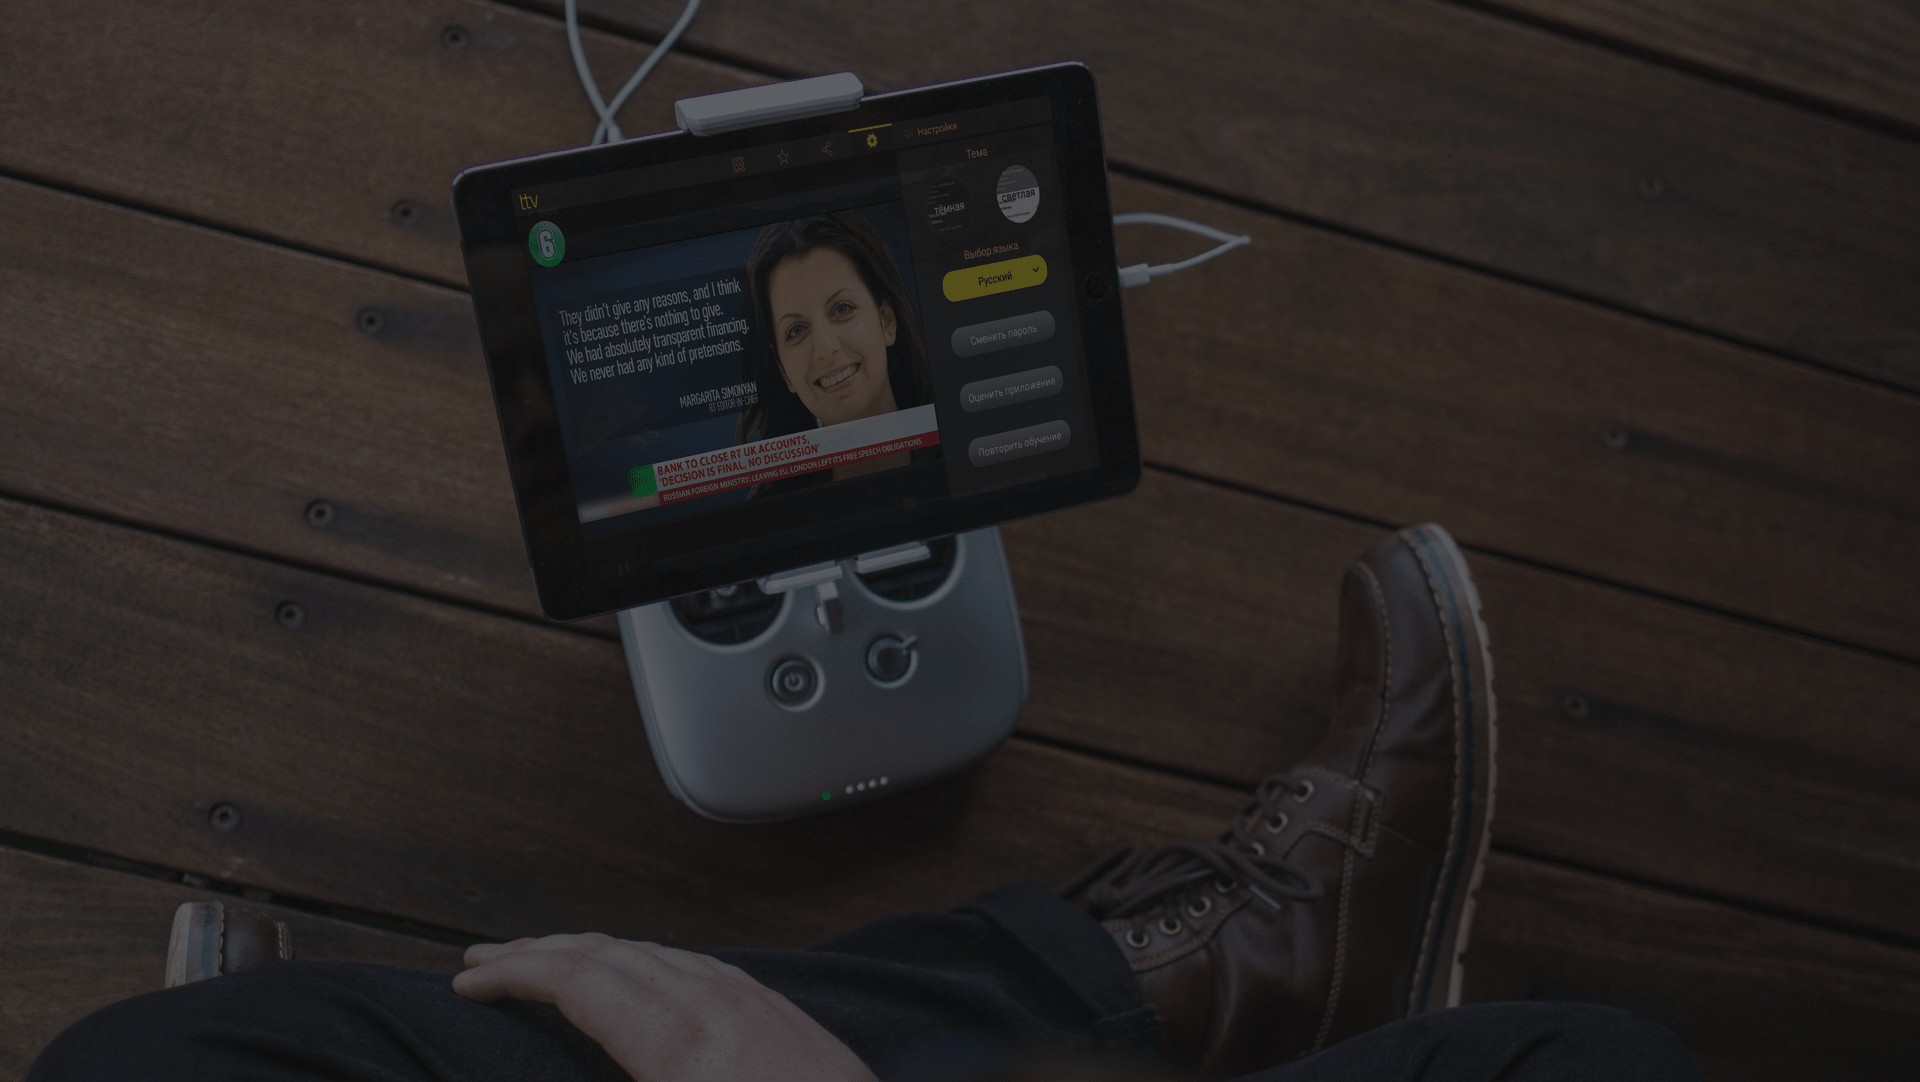 ttv
Настройки
6
They didn't give any reasons, and I think
it's because there's nothing to give.
We had absolutely transparent financing.
We never had any kind of pretensions.
MARGARITA SIMONYAN
RT EDITOR-IN-CHIEF
BANK TO CLOSE RT UK ACCOUNTS,
'DECISION IS FINAL, NO DISCUSSION'
RUSSIAN FOREIGN MINISTRY: LEAVING EU, LONDON LEFT ITS FREE SPEECH OBLIGATIONS
Тема
тёмная
светлая
Выбор языка
Русский
Сменить пароль
Оценить приложение
Повторить обучение